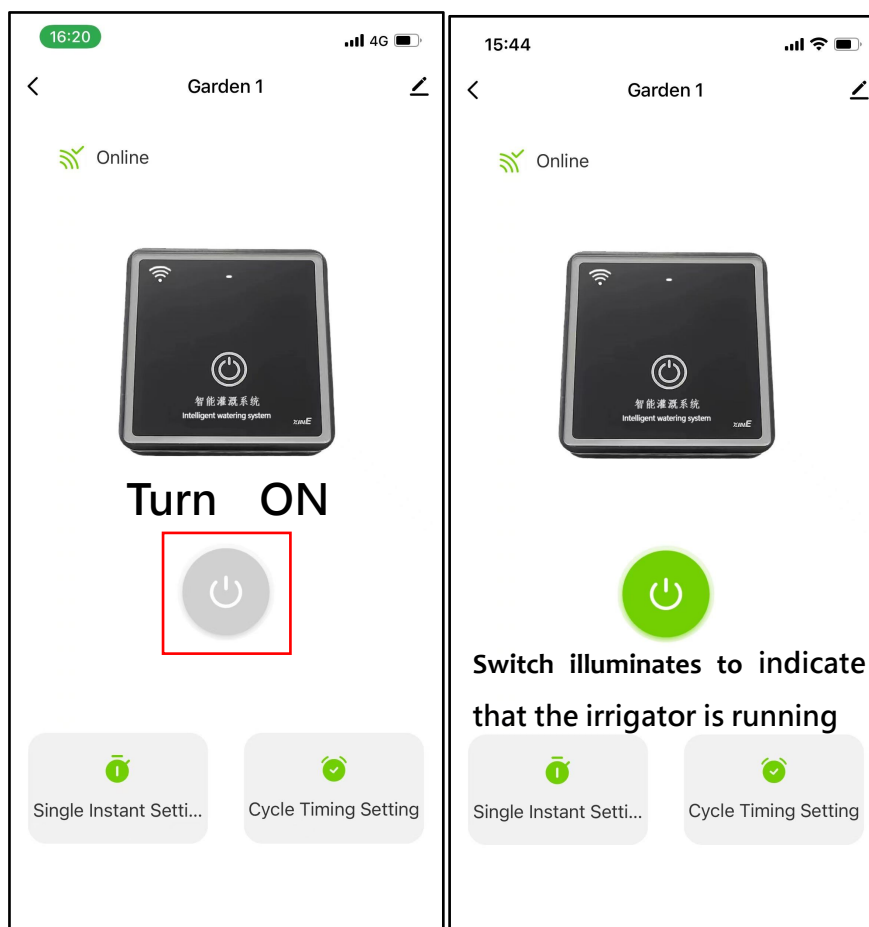 16:20
4G
Garden 1
Online
智能灌溉系统
Intelligent watering system
Turn ON
Single Instant Setti...
Cycle Timing Setting
15:44
Garden 1
Online
智能灌溉系统
Intelligent watering system
Switch illuminates to indicate
that the irrigator is running
Single Instant Setti...
Cycle Timing Setting